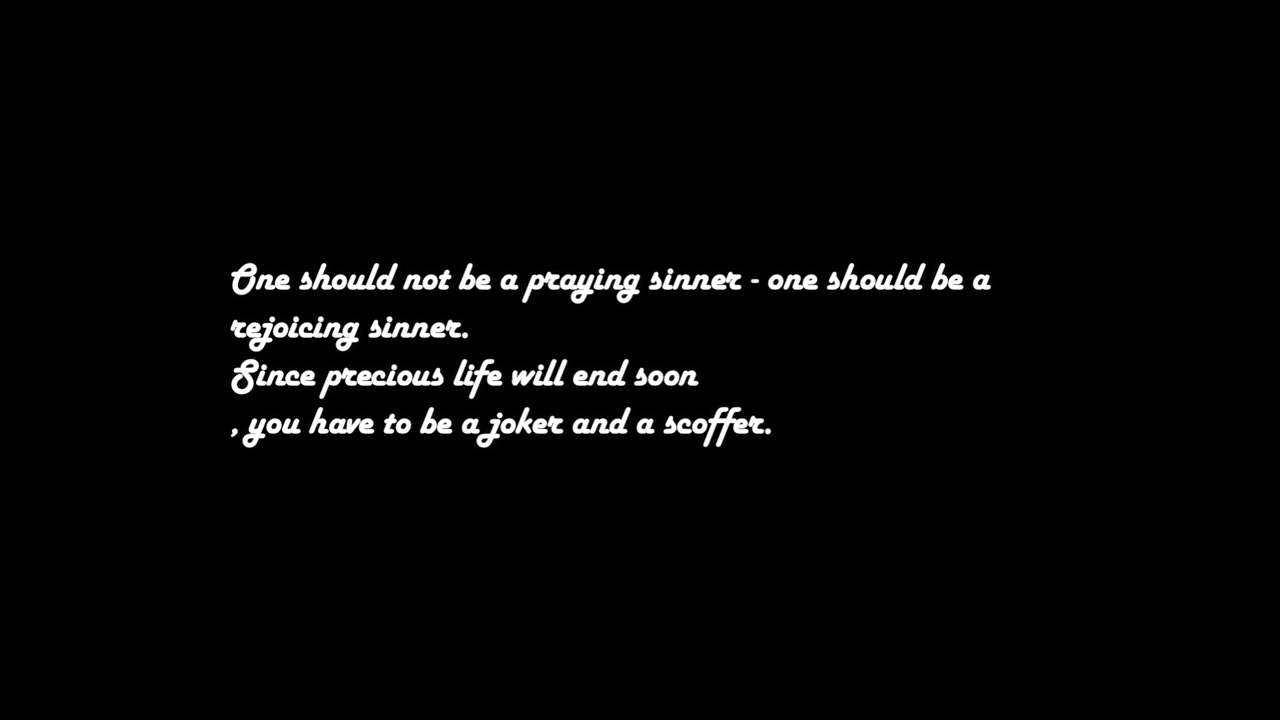 One should not be a praying sinner - one should be a
rejoicing sinner.
Since precious life will end soon
, you have to be a joker and a scoffer.